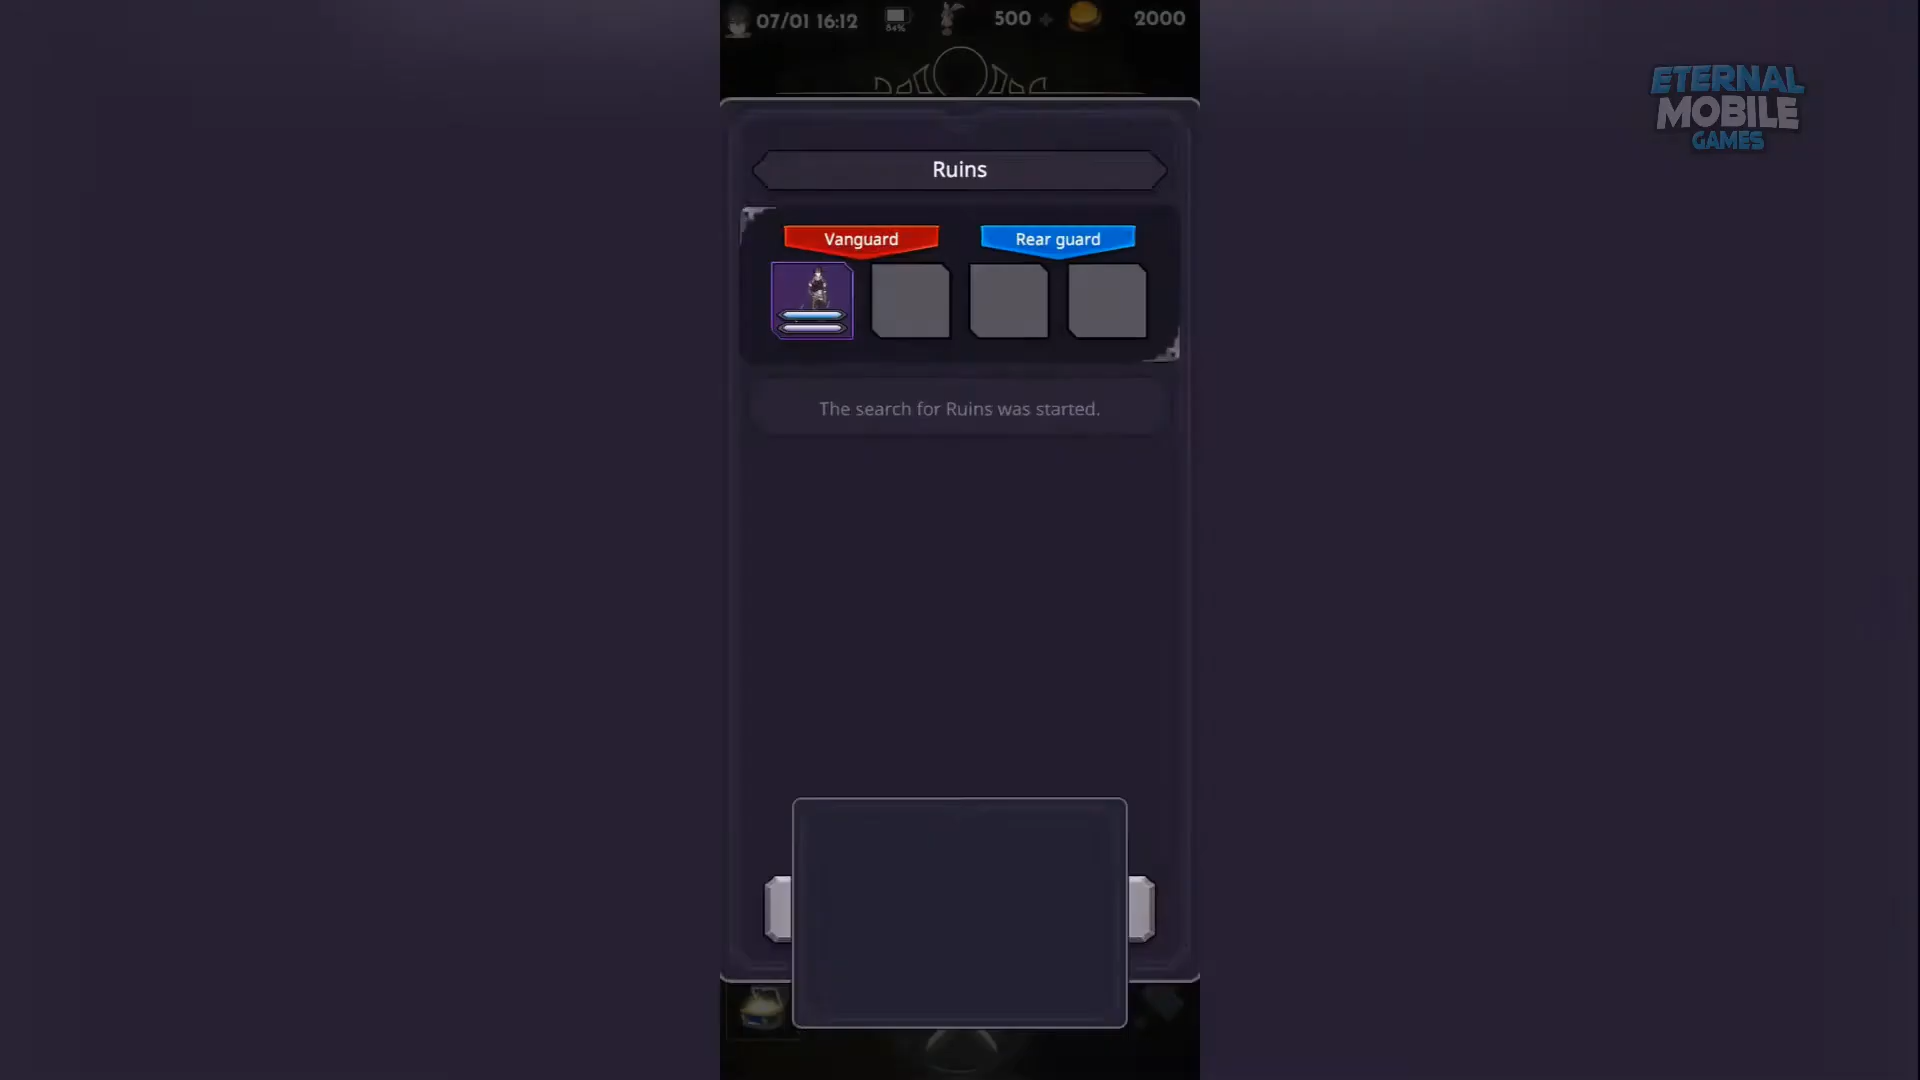 07/01 16:12
84%
500
2000
ETERNAL
MOBILE
GAMES
Ruins
Vanguard
Rear guard
The search for Ruins was started.